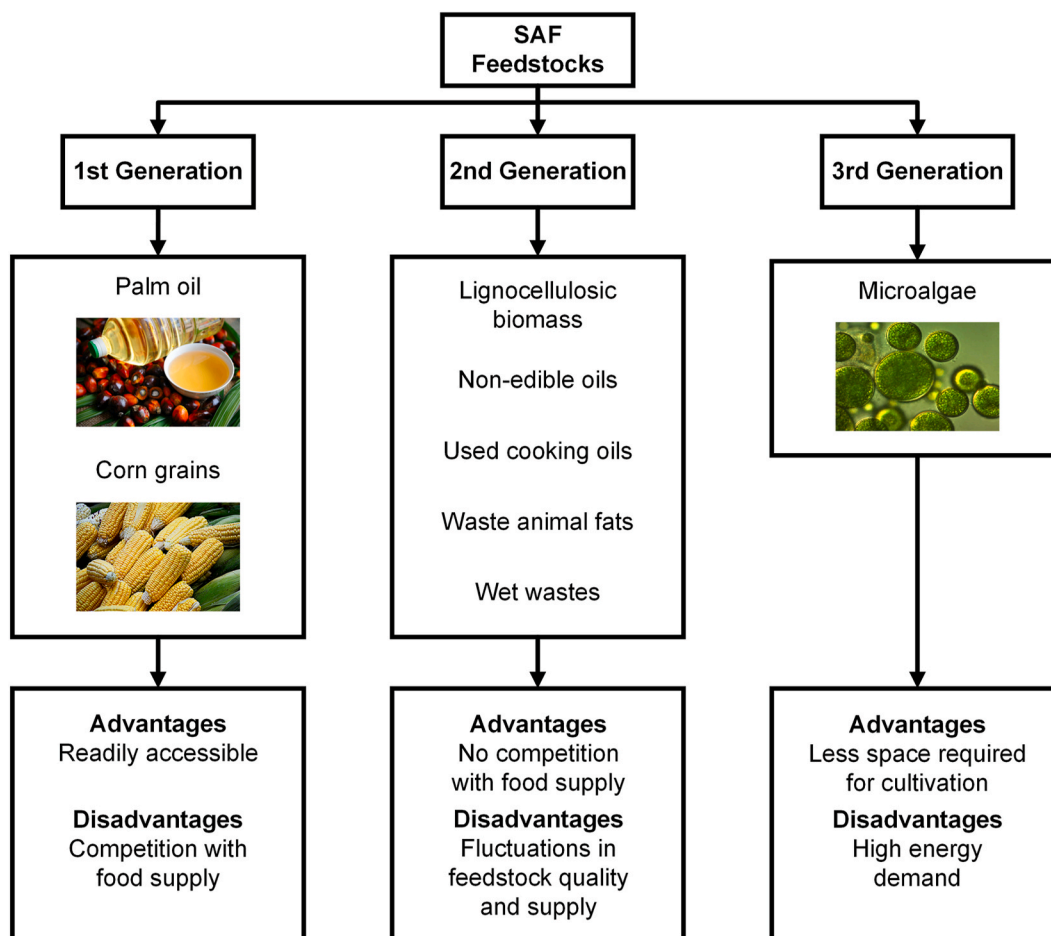 SAF
Feedstocks
1st Generation
2nd Generation
3rd Generation
Palm oil
Corn grains
Lignocellulosic
biomass
Non-edible oils
Used cooking oils
Waste animal fats
Wet wastes
Microalgae
Advantages
Readily accessible
Disadvantages
Competition with
food supply
Advantages
No competition
with food supply
Disadvantages
Fluctuations in
feedstock quality
and supply
Advantages
Less space required
for cultivation
Disadvantages
High energy
demand